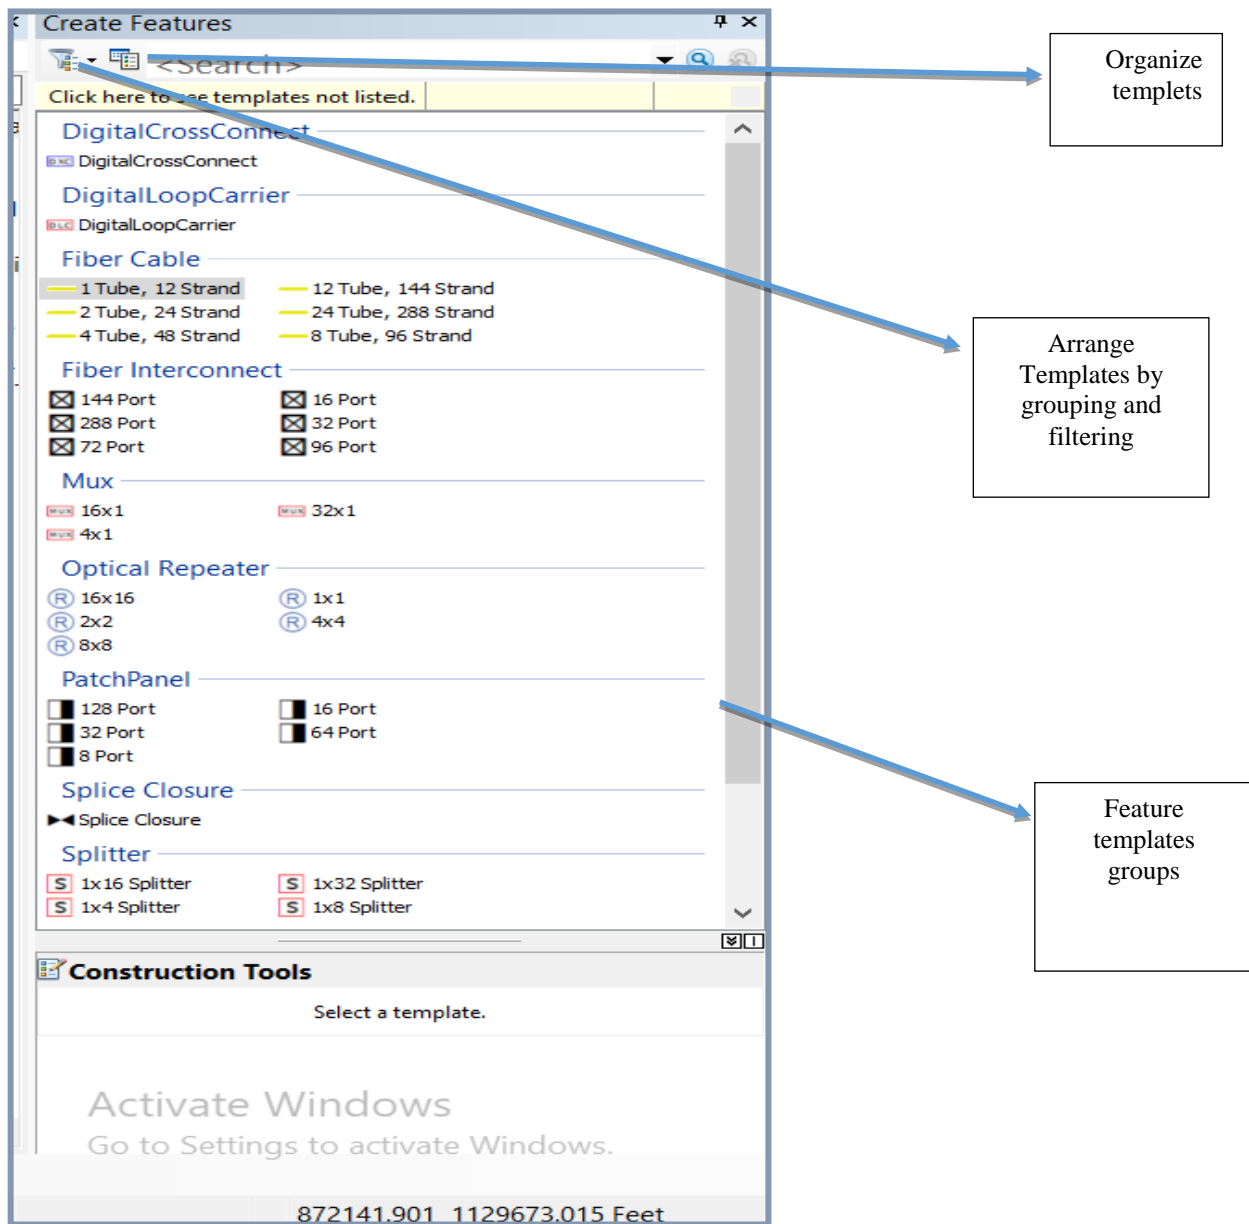 Create Features
<Search>
Click here to see templates not listed.
DigitalCrossConnect
DXC DigitalCrossConnect
DigitalLoopCarrier
DLC DigitalLoopCarrier
Fiber Cable
1 Tube, 12 Strand
12 Tube, 144 Strand
2 Tube, 24 Strand
24 Tube, 288 Strand
4 Tube, 48 Strand
8 Tube, 96 Strand
Fiber Interconnect
144 Port
16 Port
288 Port
32 Port
72 Port
96 Port
Mux
MUX 16x1
MUX 32x1
MUX 4x1
Optical Repeater
R 16x16
R 1x1
R 2x2
R 4x4
R 8x8
PatchPanel
128 Port
16 Port
32 Port
64 Port
8 Port
Splice Closure
Splice Closure
Splitter
S 1x16 Splitter
S 1x32 Splitter
S 1x4 Splitter
S 1x8 Splitter
Construction Tools
Select a template.
Activate Windows
Go to Settings to activate Windows.
872141.901 1129673.015 Feet
Organize
templets
Arrange
Templates by
grouping and
filtering
Feature
templates
groups